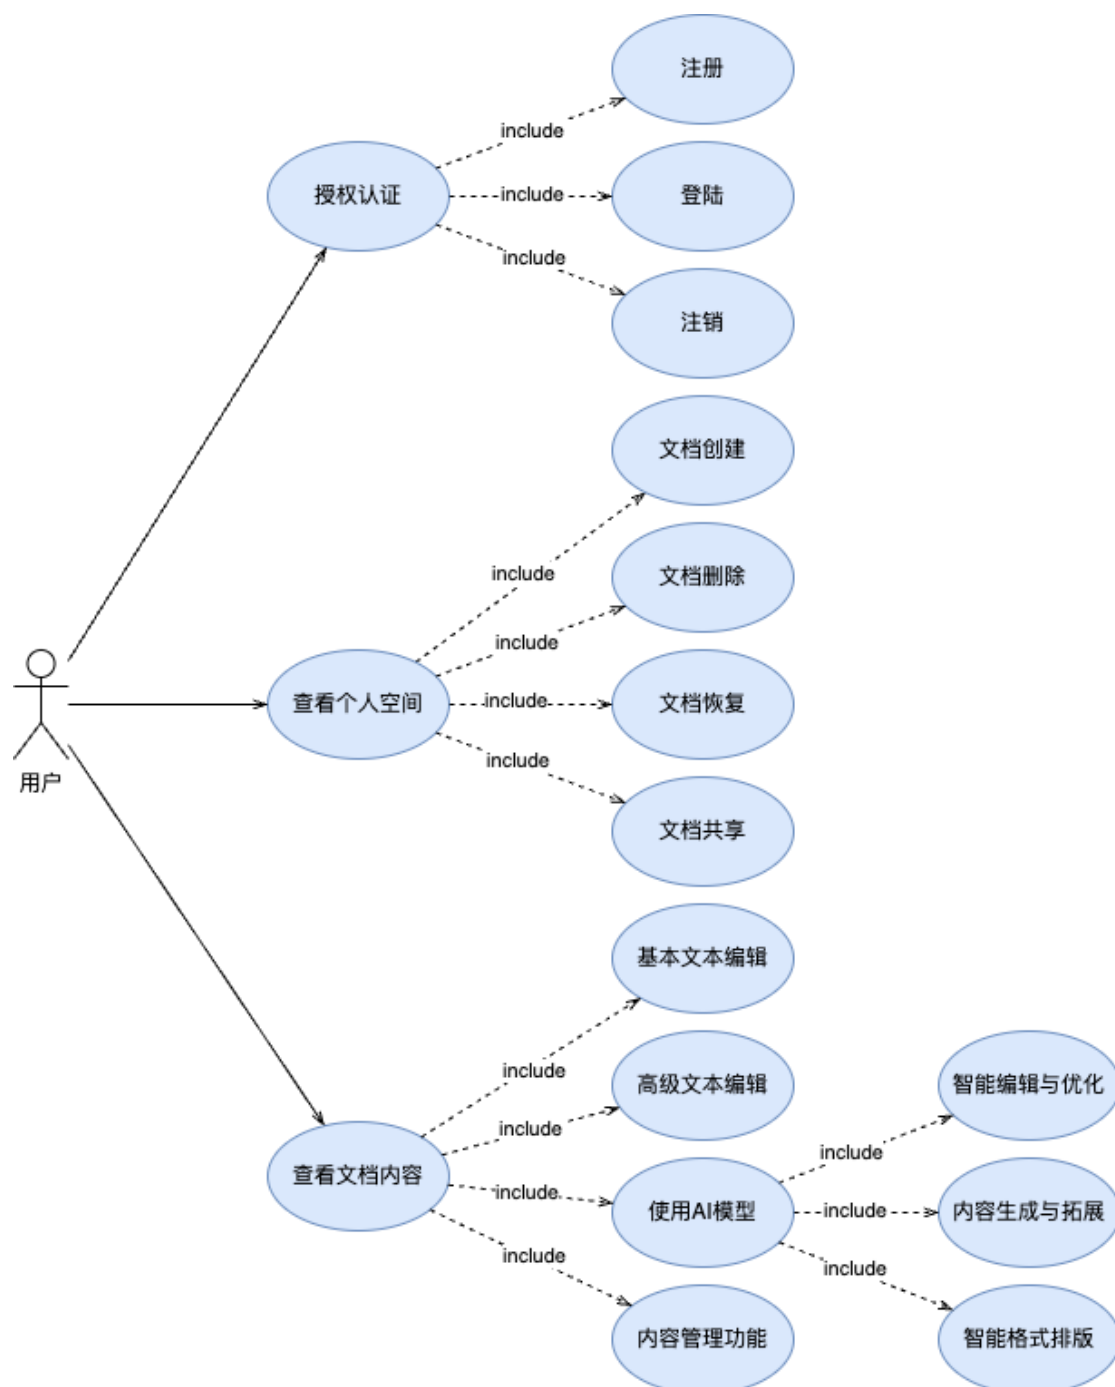 注册
include
授权认证
include
登陆
include
注销
文档创建
include
文档删除
include
查看个人空间
include
文档恢复
include
用户
文档共享
基本文本编辑
include
高级文本编辑
智能编辑与优化
include
include
查看文档内容
include
使用AI模型
include
内容生成与拓展
include
include
内容管理功能
智能格式排版